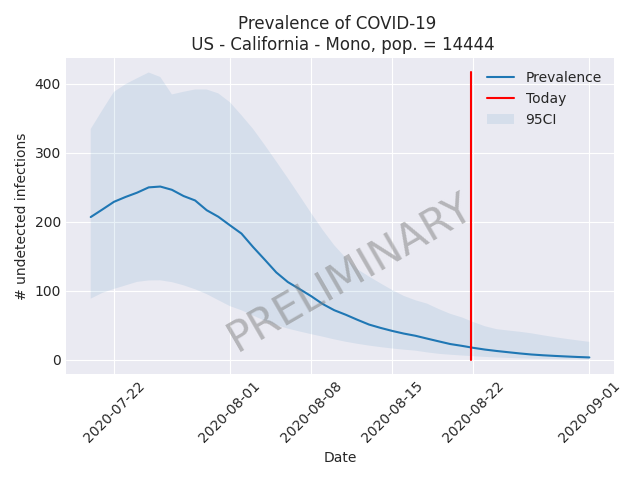 Prevalence of COVID-19
US - California - Mono, pop. = 14444
400
300
200
100
0
# undetected infections
Prevalence
Today
95CI
PRELIMINARY
2020-07-22
2020-08-01
2020-08-08
2020-08-15
2020-08-22
2020-09-01
Date